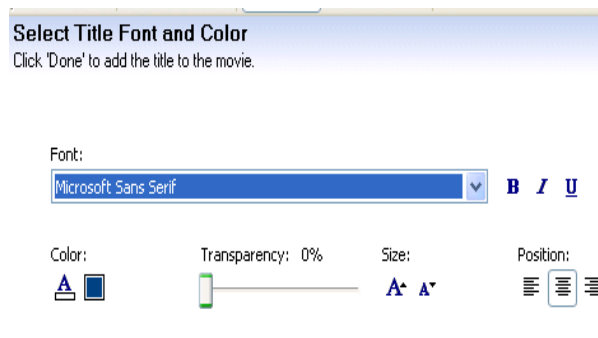 Select Title Font and Color
Click 'Done' to add the title to the movie.
Font:
Microsoft Sans Serif
B I U
Color: Transparency: 0% Size: Position:
A A A